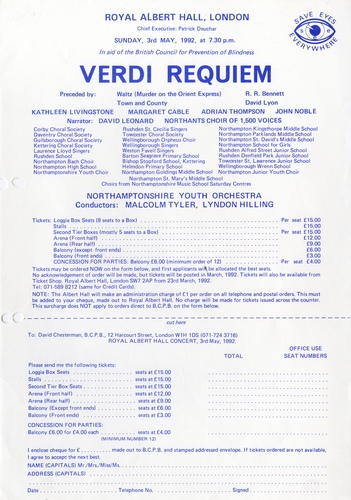 ROYAL ALBERT HALL, LONDON
Chief Executive: Patrick Deuchar
SUNDAY, 3rd MAY, 1992, at 7.30 p.m.
In aid of the British Council for Prevention of Blindness
SAVE EYES EVERYWHERE
VERDI REQUIEM
Preceded by: Waltz (Murder on the Orient Express) R. R. Bennett
Town and County David Lyon
KATHLEEN LIVINGSTONE MARGARET CABLE ADRIAN THOMPSON JOHN NOBLE
Narrator: DAVID LEONARD NORTHANTS CHOIR OF 1,500 VOICES
Corby Choral Society Rushden St. Cecilia Singers Northampton Kingsthorpe Middle School
Daventry Choral Society Towcester Choral Society Northampton Parklands Middle School
Guilsborough Choral Society Wellingborough Orpheus Choir Northampton St. David's Middle School
Kettering Choral Society Wellingborough Singers Northampton School for Girls
Laurence Lloyd Singers Weston Favell Singers Rushden Alfred Street Junior School
Rushden School Barton Seagrave Primary School Rushden Denfield Park Junior School
Northampton Bach Choir Bishop Stopford School, Kettering Towcester St. Lawrence Junior School
Northampton High School Helmdon Primary School Wellingborough Wrenn School
Northamptonshire Youth Choir Northampton Goldings Middle School Northampton Junior Youth Choir
Northampton St. Mary's Middle School
Choirs from Northamptonshire Music School Saturday Centres
NORTHAMPTONSHIRE YOUTH ORCHESTRA
Conductors: MALCOLM TYLER, LYNDON HILLING
Tickets: Loggia Box Seats (8 seats to a Box) Per seat £15.00
Stalls £15.00
Second Tier Boxes (mostly 5 seats to a Box) Per seat £15.00
Arena (Front half) £12.00
Arena (Rear half) £9.00
Balcony (except front ends) £6.00
Balcony (front ends) £3.00
CONCESSION FOR PARTIES: Balcony £6.00 (minimum order of 12) Per seat £4.00
Tickets may be ordered NOW on the form below, and first applicants will be allocated the best seats.
No acknowledgement of order will be made, but tickets will be posted in March, 1992. Tickets will also be available from
Ticket Shop, Royal Albert Hall, London SW7 2AP from 23rd March, 1992.
Tel: 071-589 8212 (same for Credit Cards).
NOTE: The Albert Hall will make an administration charge of £1 per order on all telephone and postal orders. This must
be added to your cheque, made out to Royal Albert Hall. No charge will be made for tickets issued across the counter.
This surcharge does NOT apply to orders direct to B.C.P.B. on the form below.
cut here
To: David Chesterman, B.C.P.B., 12 Harcourt Street, London W1H 1DS (071-724 3716)
ROYAL ALBERT HALL CONCERT, 3rd May, 1992.
OFFICE USE
TOTAL SEAT NUMBERS
Please send me the following tickets:
Loggia Box Seats seats at £15.00
Stalls seats at £15.00
Second Tier Box Seats seats at £15.00
Arena (Front half) seats at £12.00
Arena (Rear half) seats at £9.00
Balcony (Except front ends) seats at £6.00
Balcony (Front ends) seats at £3.00
CONCESSION FOR PARTIES:
Balcony £6.00 for £4.00 each seats at £4.00
(MINIMUM NUMBER 12)
I enclose cheque for £ made out to B.C.P.B. and stamped addressed envelope. If tickets ordered are not available,
I agree to accept the next best.
NAME (CAPITALS) Mr./Mrs./Miss/Ms.
ADDRESS (CAPITALS)
Date Telephone No. Signed